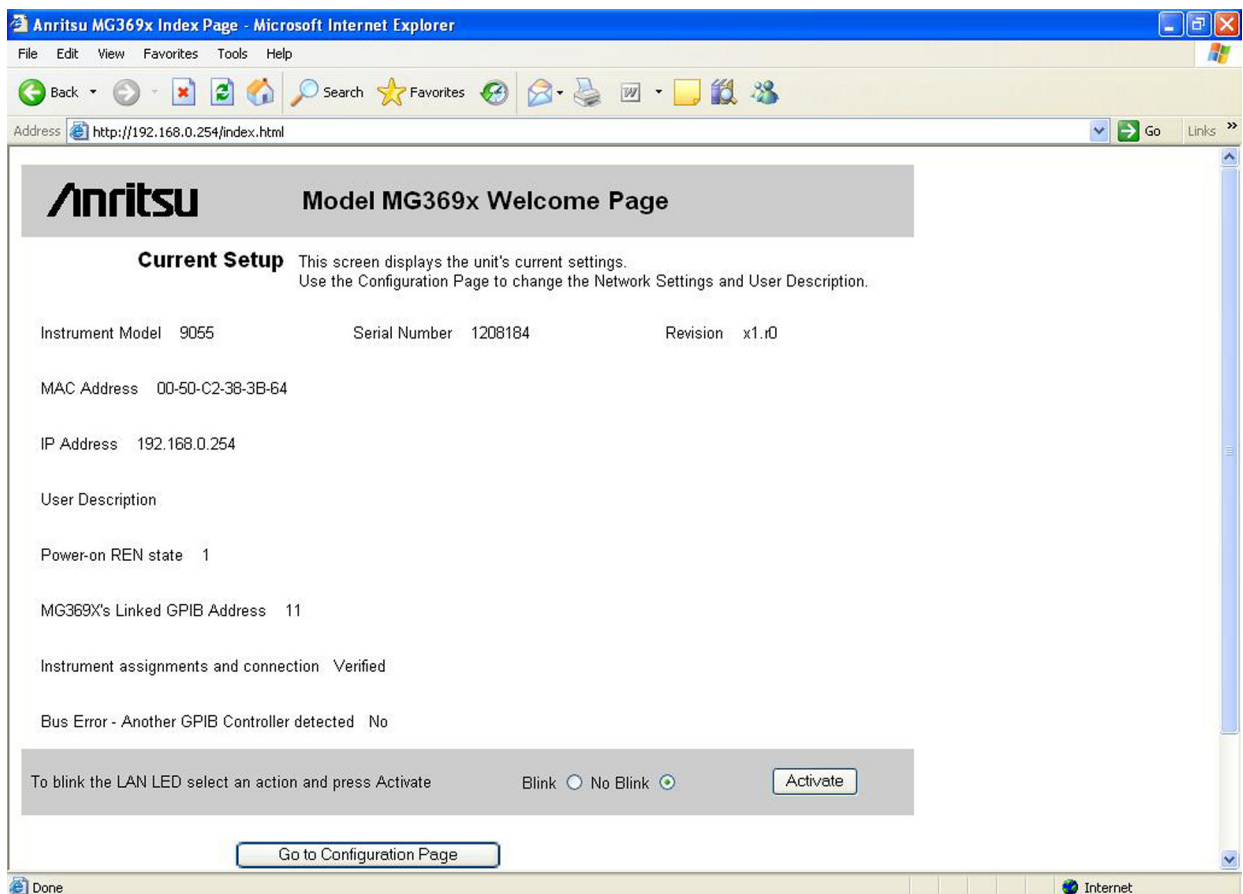 Anritsu MG369x Index Page - Microsoft Internet Explorer
File Edit View Favorites Tools Help
Back Search Favorites W
Address http://192.168.0.254/index.html Go Links »
Anritsu Model MG369x Welcome Page
Current Setup This screen displays the unit's current settings.
Use the Configuration Page to change the Network Settings and User Description.
Instrument Model 9055 Serial Number 1208184 Revision x1.r0
MAC Address 00-50-C2-38-3B-64
IP Address 192.168.0.254
User Description
Power-on REN state 1
MG369X's Linked GPIB Address 11
Instrument assignments and connection Verified
Bus Error - Another GPIB Controller detected No
To blink the LAN LED select an action and press Activate Blink No Blink Activate
Go to Configuration Page
Done Internet